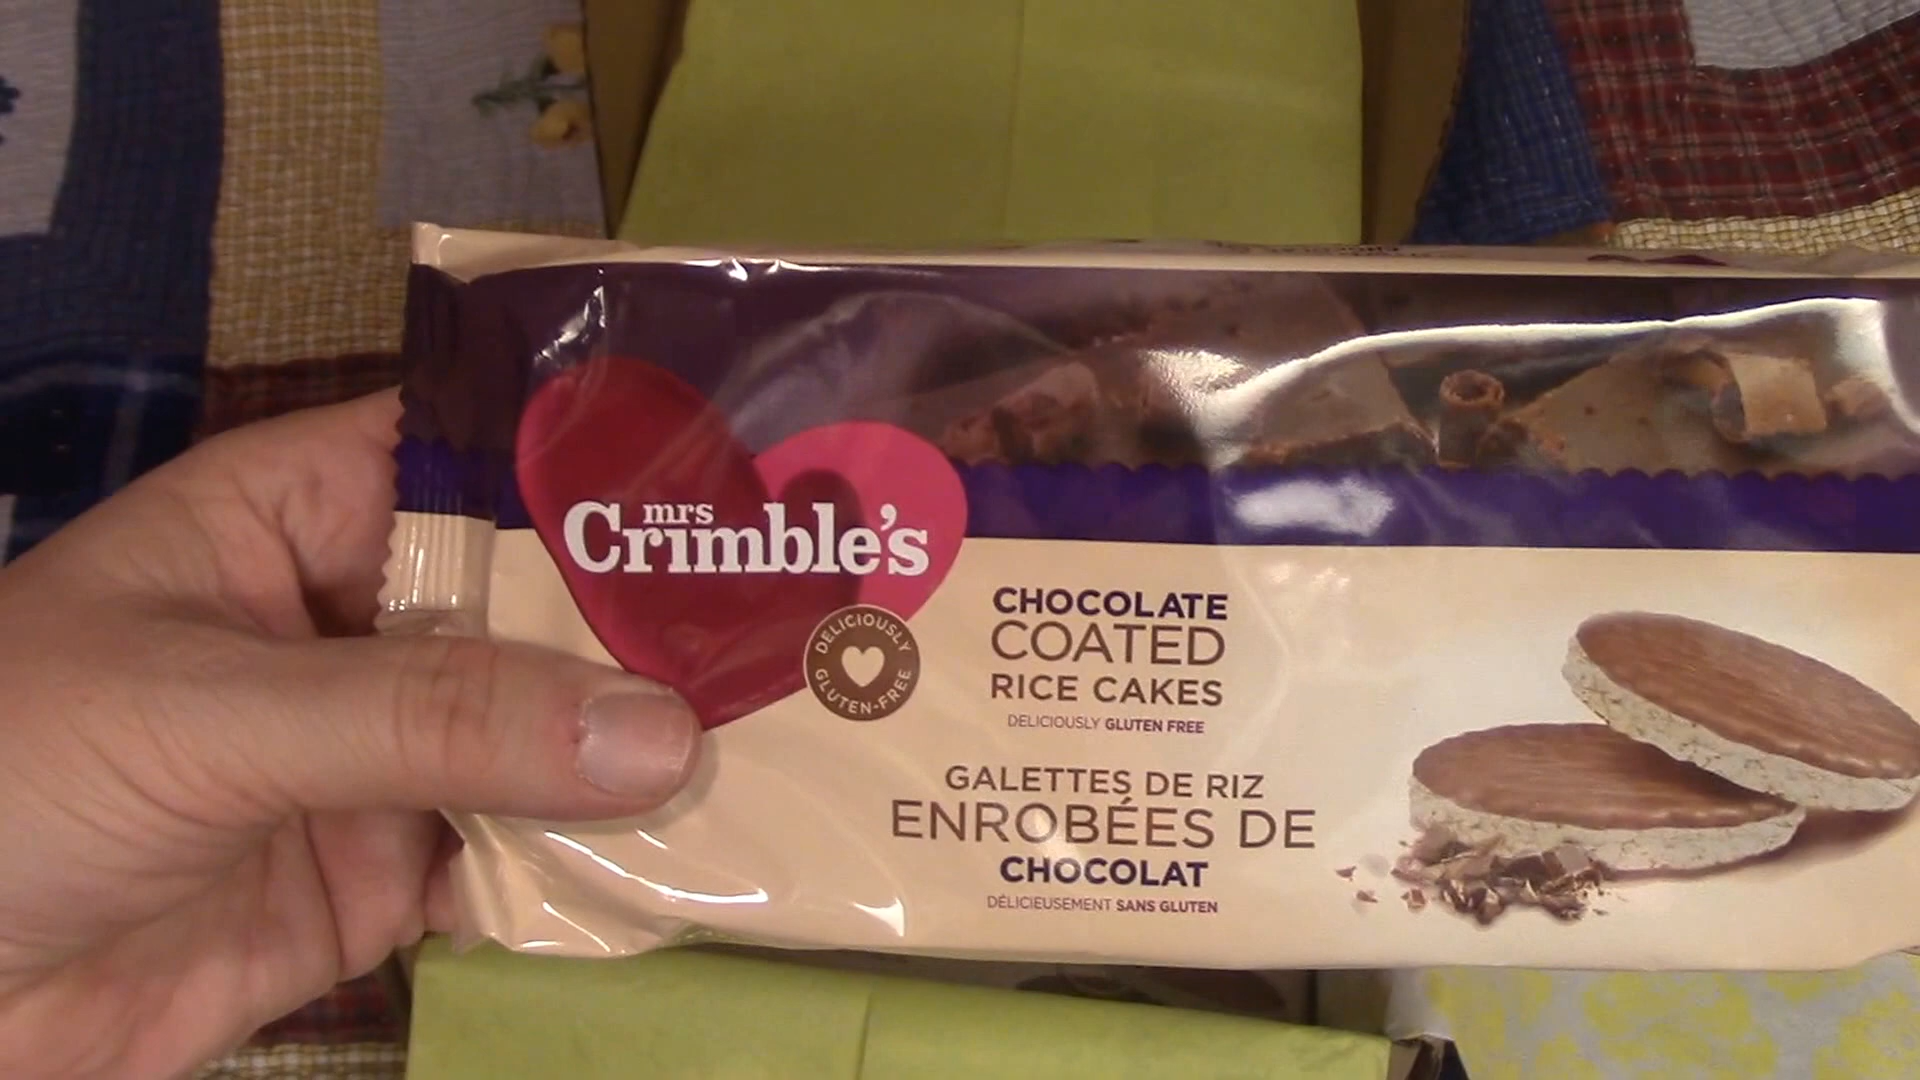 mrs
Crimble's
DELICIOUSLY
GLUTEN-FREE
CHOCOLATE
COATED
RICE CAKES
DELICIOUSLY GLUTEN FREE
GALETTES DE RIZ
ENROBÉES DE
CHOCOLAT
DÉLICIEUSEMENT SANS GLUTEN